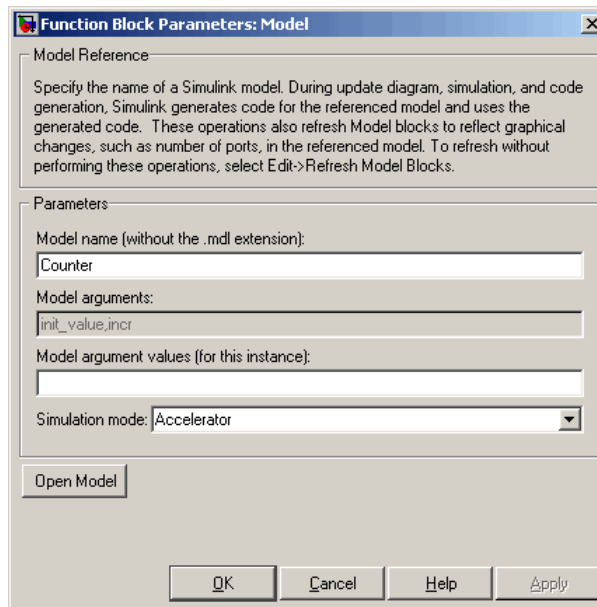 Function Block Parameters: Model
Model Reference
Specify the name of a Simulink model. During update diagram, simulation, and code
generation, Simulink generates code for the referenced model and uses the
generated code.  These operations also refresh Model blocks to reflect graphical
changes, such as number of ports, in the referenced model. To refresh without
performing these operations, select Edit->Refresh Model Blocks.
Parameters
Model name (without the .mdl extension):
Counter
Model arguments:
init_value,incr
Model argument values (for this instance):
Simulation mode: Accelerator
Open Model
OK Cancel Help Apply